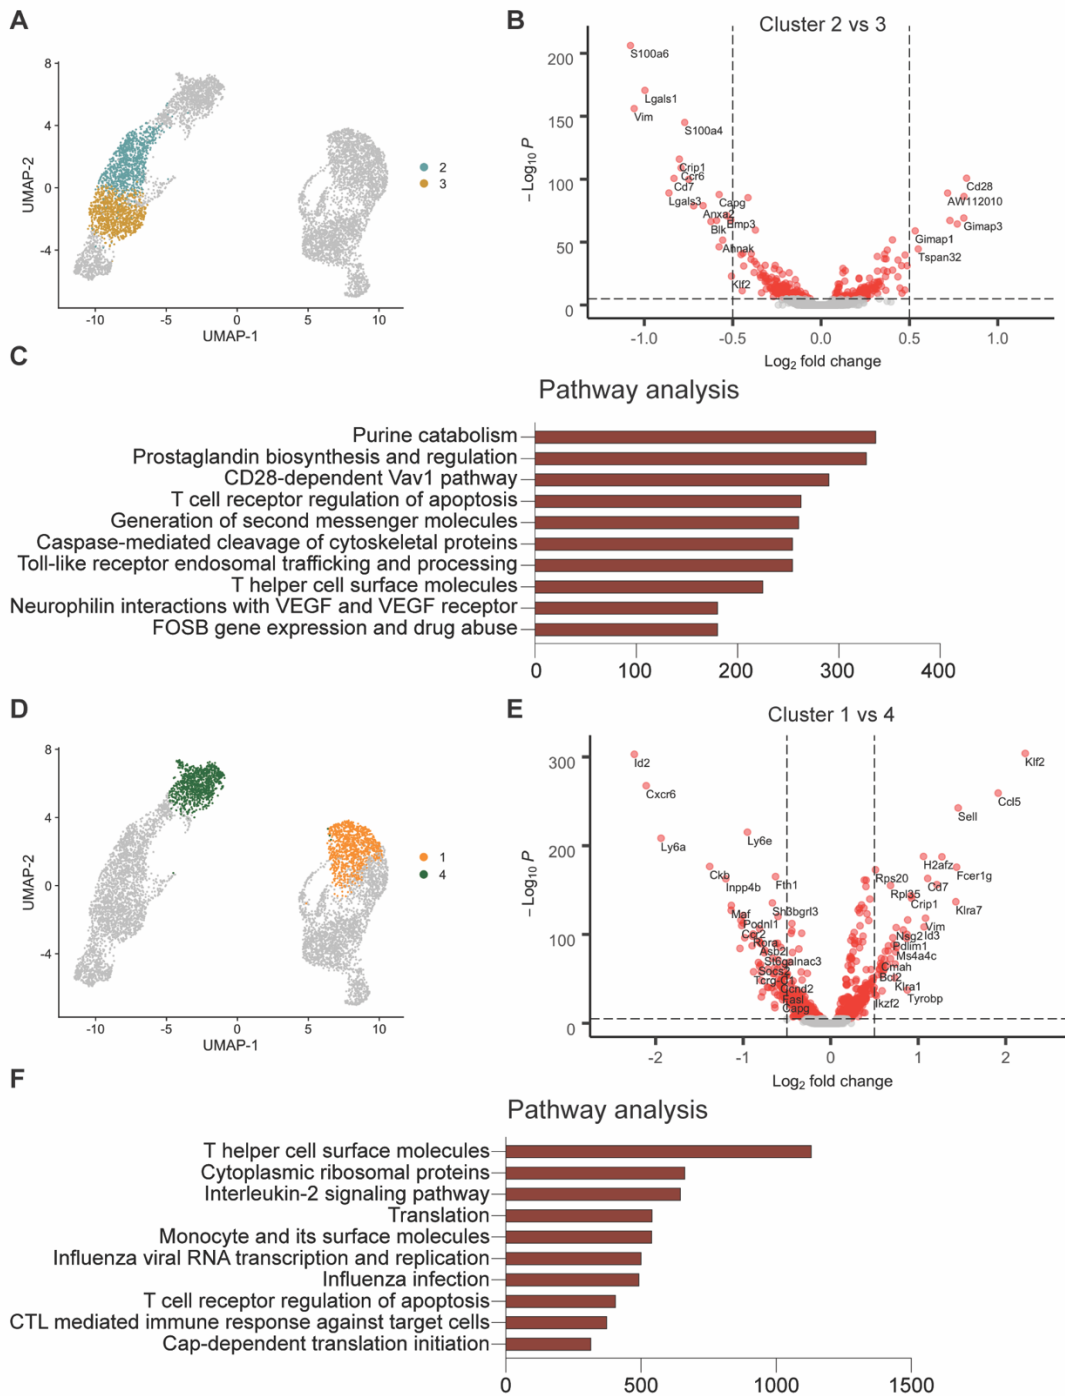 A
8
4
0
-4
-10
-5
0
5
10
UMAP-2
UMAP-1
2
3
B
Cluster 2 vs 3
200
150
100
50
0
-1.0
-0.5
0.0
0.5
1.0
– Log10 P
Log2 fold change
S100a6
Lgals1
Vim
S100a4
Crip1
Ccr6
Cd7
Lgals3
Capg
Anxa2
Emp3
Blk
Ahnak
Klf2
Cd28
AW112010
Gimap3
Gimap1
Tspan32
C
Pathway analysis
Purine catabolism
Prostaglandin biosynthesis and regulation
CD28-dependent Vav1 pathway
T cell receptor regulation of apoptosis
Generation of second messenger molecules
Caspase-mediated cleavage of cytoskeletal proteins
Toll-like receptor endosomal trafficking and processing
T helper cell surface molecules
Neurophilin interactions with VEGF and VEGF receptor
FOSB gene expression and drug abuse
0
100
200
300
400
D
8
4
0
-4
-10
-5
0
5
10
UMAP-2
UMAP-1
1
4
E
Cluster 1 vs 4
300
200
100
0
-2
-1
0
1
2
– Log10 P
Log2 fold change
Id2
Cxcr6
Ly6a
Ly6e
Ckb
Inpp4b
Fth1
Maf
Sh3bgrl3
Podnl1
Ccr2
Rora
Asb2
St6galnac3
Socs2
Tcrg-C1
Ccnd2
Fasl
Capg
Klf2
Ccl5
Sell
H2afz
Fcer1g
Rps20
Cd7
Rpl35
Crip1
Klra7
Vim
Nsg2
Id3
Pdlim1
Ms4a4c
Cmah
Bcl2
Klra1
Tyrobp
Ikzf2
F
Pathway analysis
T helper cell surface molecules
Cytoplasmic ribosomal proteins
Interleukin-2 signaling pathway
Translation
Monocyte and its surface molecules
Influenza viral RNA transcription and replication
Influenza infection
T cell receptor regulation of apoptosis
CTL mediated immune response against target cells
Cap-dependent translation initiation
0
500
1000
1500